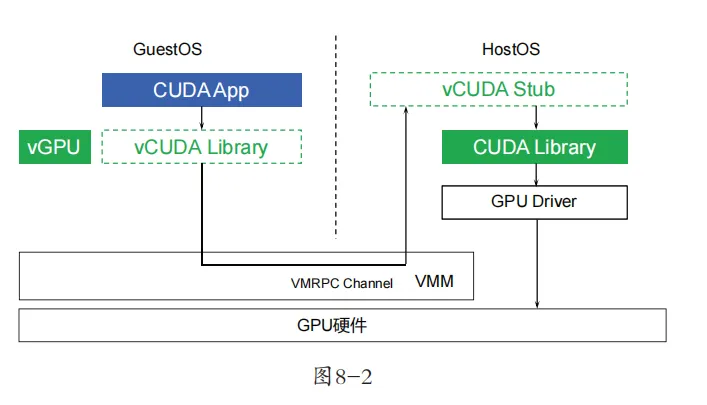 GuestOS
HostOS
CUDA App
vCUDA Stub
vGPU
vCUDA Library
CUDA Library
GPU Driver
VMRPC Channel
VMM
GPU硬件
图8-2